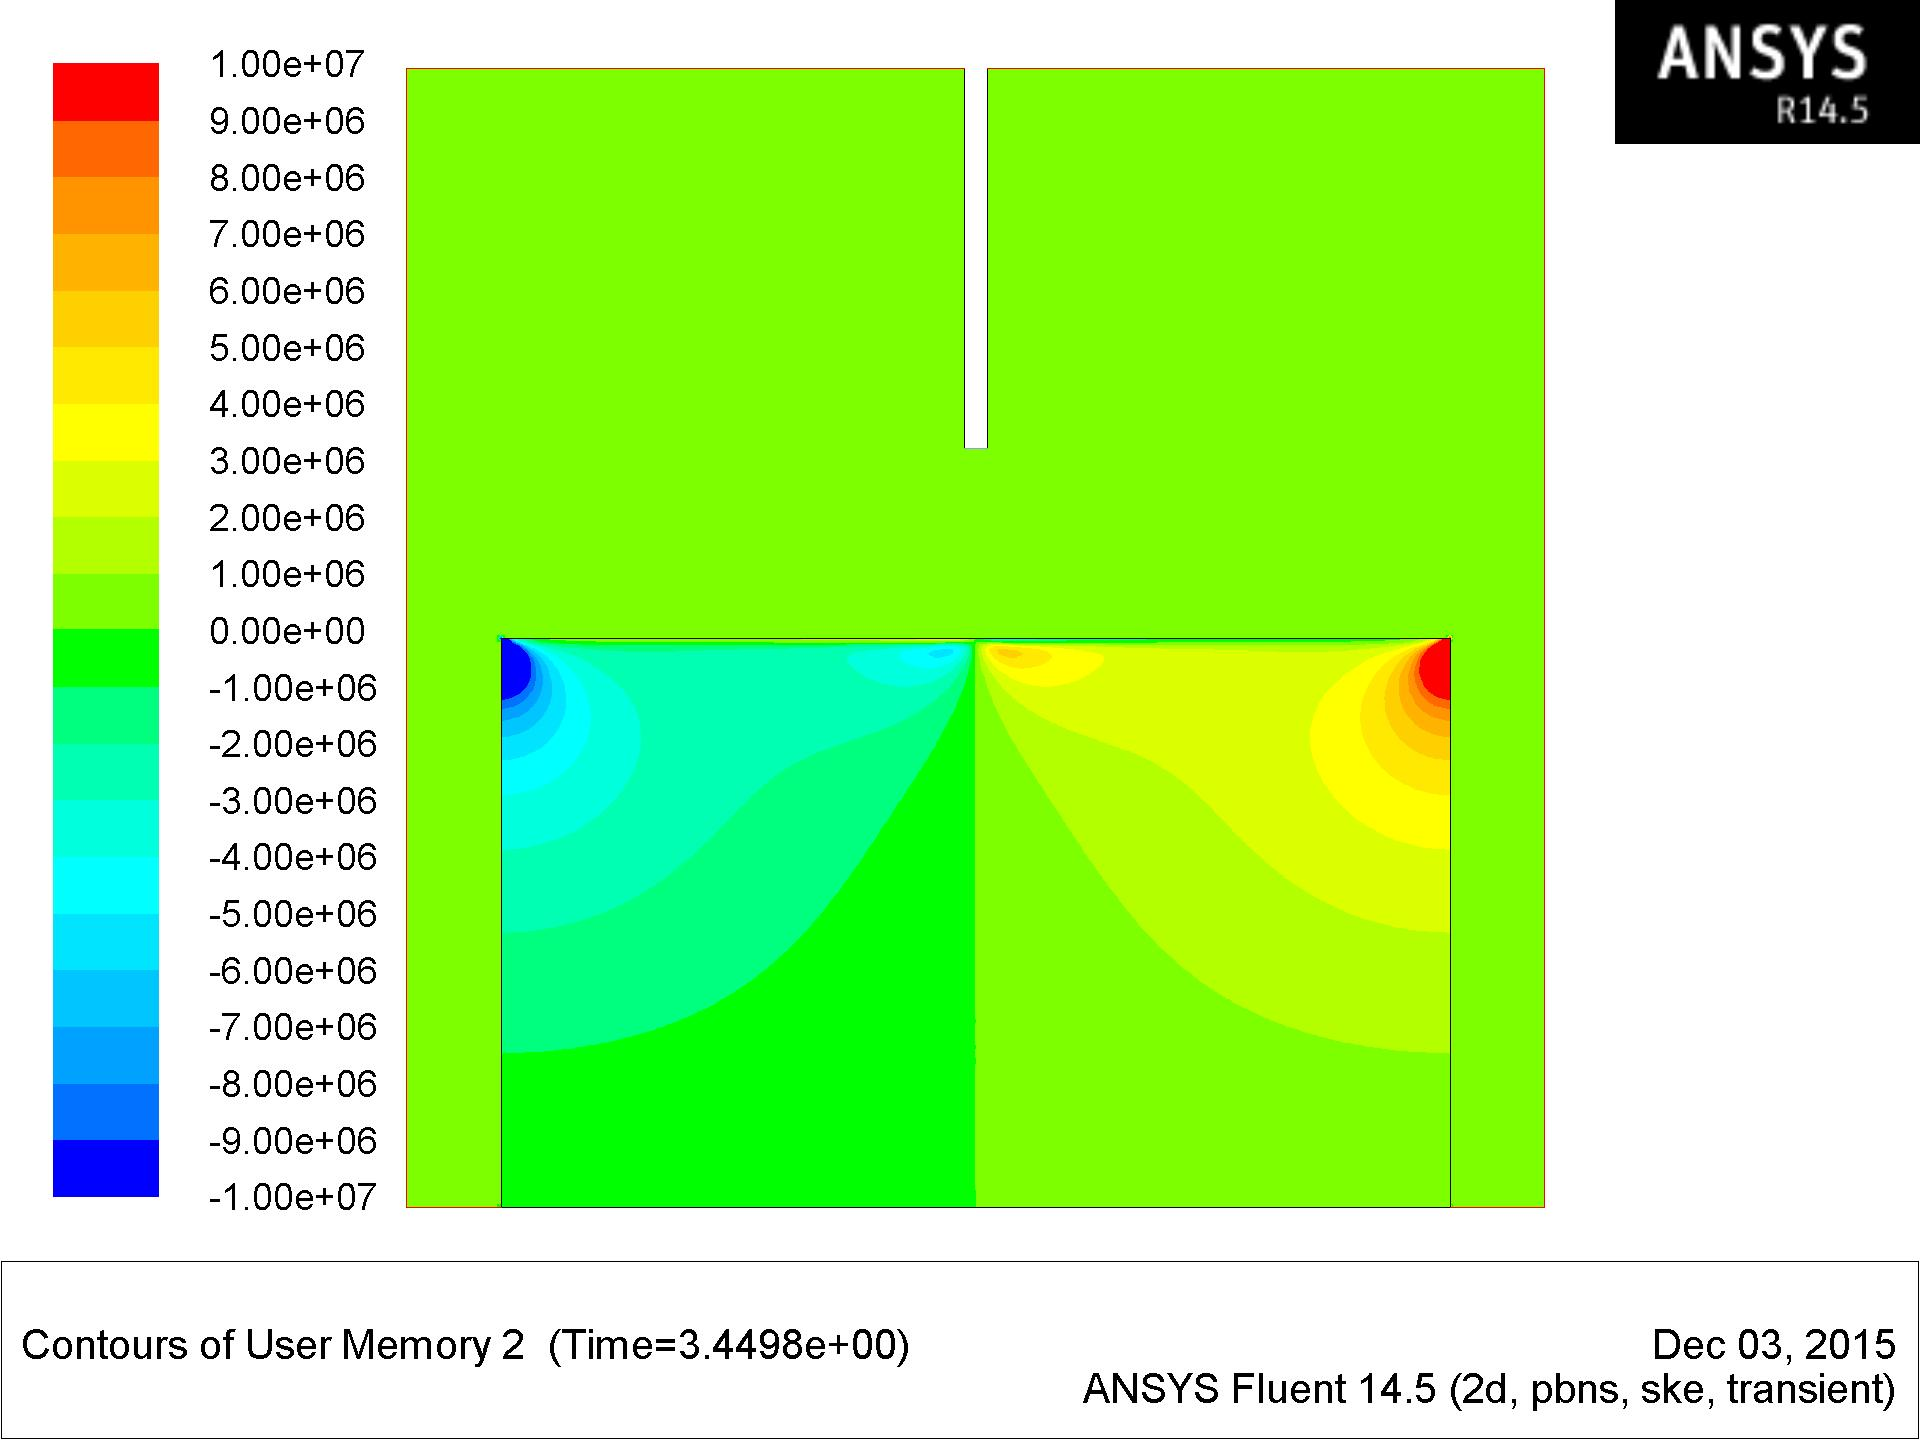 ANSYS
R14.5
1.00e+07
9.00e+06
8.00e+06
7.00e+06
6.00e+06
5.00e+06
4.00e+06
3.00e+06
2.00e+06
1.00e+06
0.00e+00
-1.00e+06
-2.00e+06
-3.00e+06
-4.00e+06
-5.00e+06
-6.00e+06
-7.00e+06
-8.00e+06
-9.00e+06
-1.00e+07
Contours of User Memory 2  (Time=3.4498e+00)
Dec 03, 2015
ANSYS Fluent 14.5 (2d, pbns, ske, transient)